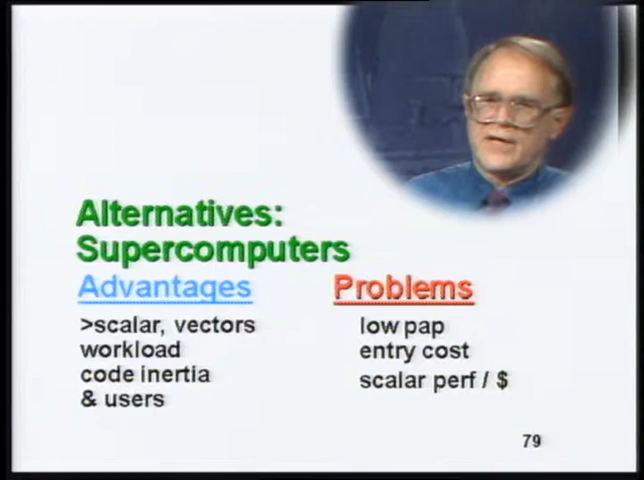 Alternatives:
Supercomputers
Advantages
>scalar, vectors
workload
code inertia
& users
Problems
low pap
entry cost
scalar perf / $
79